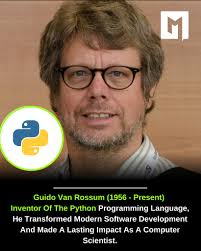 Guido Van Rossum (1956 - Present)
Inventor Of The Python Programming Language,
He Transformed Modern Software Development
And Made A Lasting Impact As A Computer
Scientist.